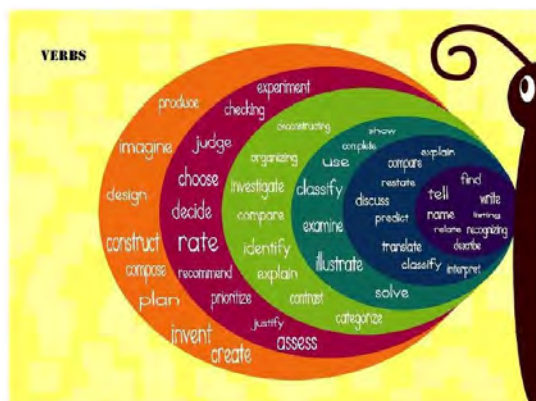 VERBS
produce
imagine
design
construct
compose
plan
invent
create
experiment
checking
judge
choose
decide
rate
recommend
prioritize
justify
assess
deconstructing
organizing
investigate
compare
identify
explain
contrast
categorize
show
complete
use
classify
examine
illustrate
solve
explain
compare
restate
discuss
predict
translate
classify
interpret
find
tell
write
name
listing
relate
recognizing
describe